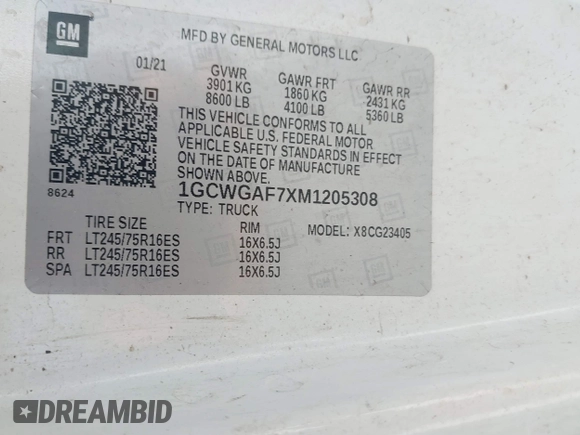 GM
MFD BY GENERAL MOTORS LLC
01/21
GVWR GAWR FRT GAWR RR
3901 KG 1860 KG 2431 KG
8600 LB 4100 LB 5360 LB
THIS VEHICLE CONFORMS TO ALL
APPLICABLE U.S. FEDERAL MOTOR
VEHICLE SAFETY STANDARDS IN EFFECT
ON THE DATE OF MANUFACTURE
SHOWN ABOVE.
8624
1GCWGAF7XM1205308
TYPE: TRUCK
MODEL: X8CG23405
TIRE SIZE RIM
FRT LT245/75R16ES 16X6.5J
RR LT245/75R16ES 16X6.5J
SPA LT245/75R16ES 16X6.5J
DREAMBID